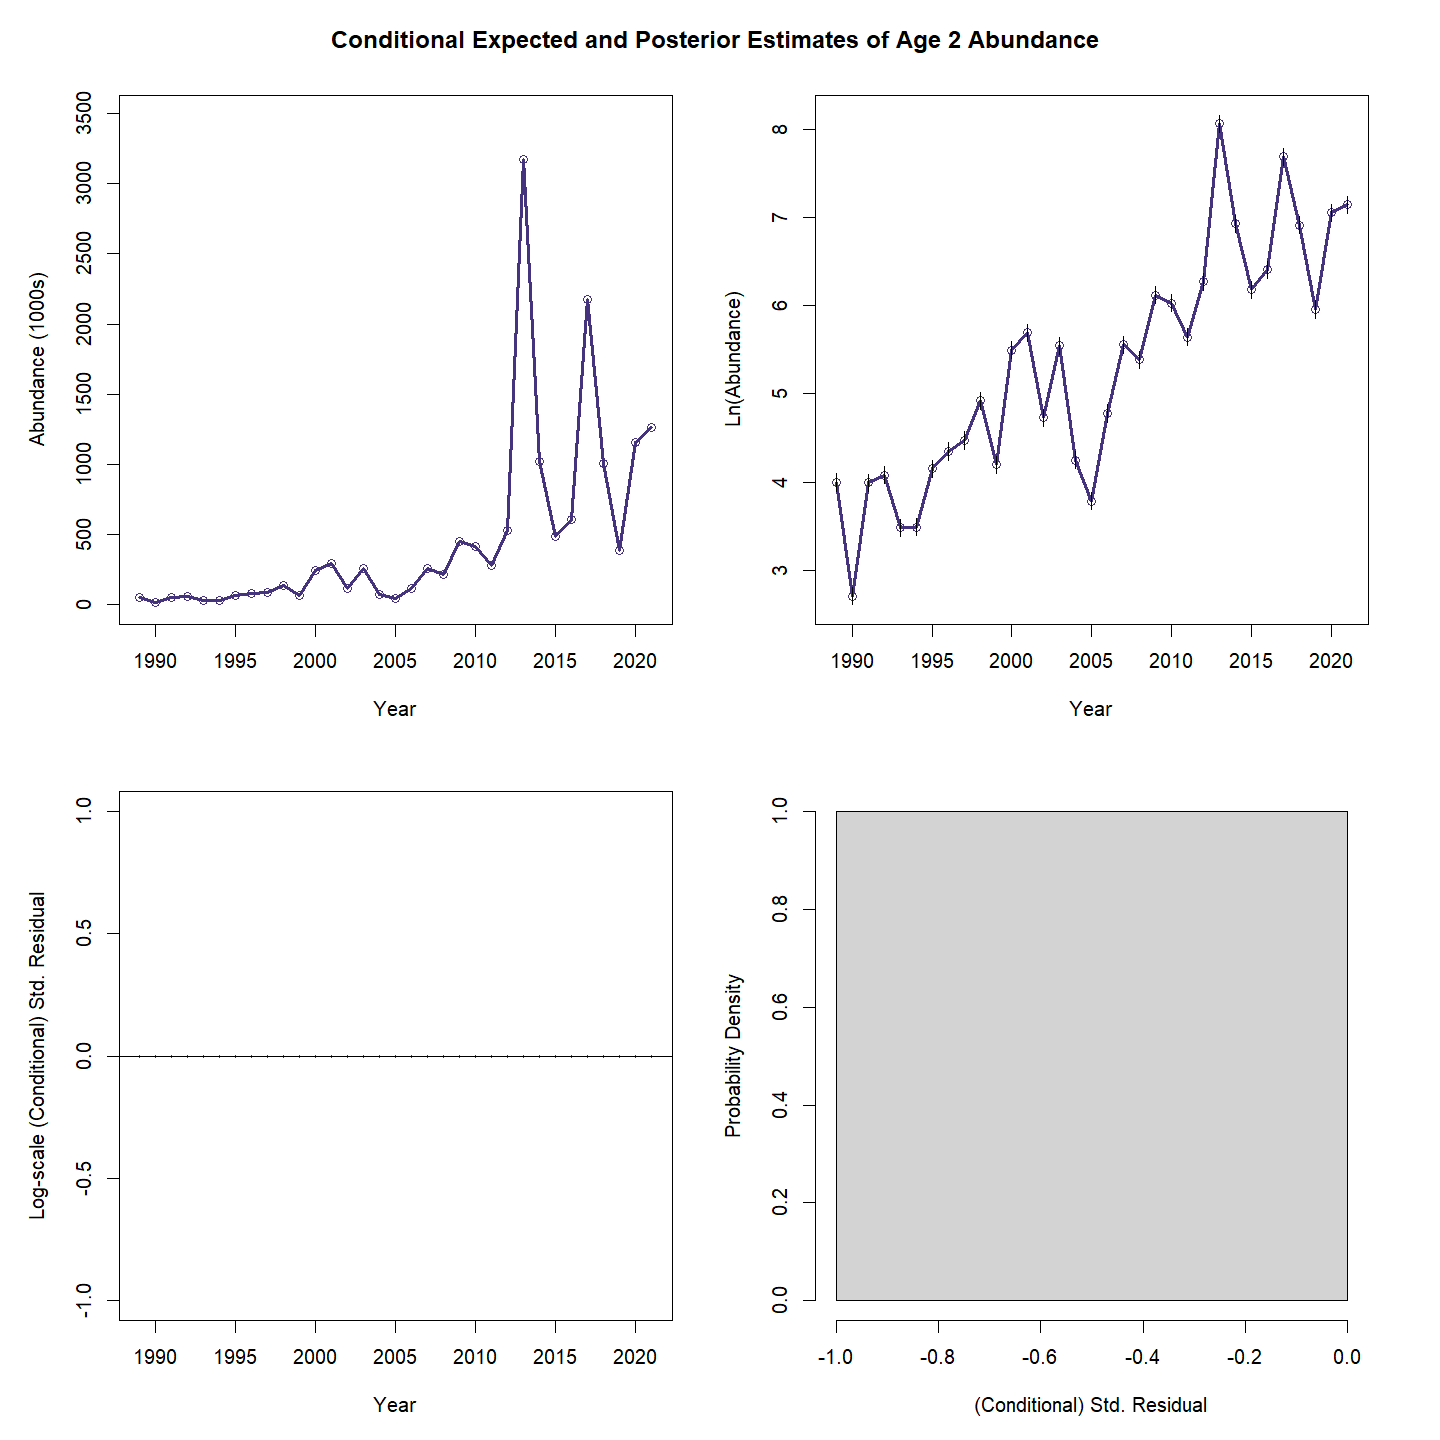 Conditional Expected and Posterior Estimates of Age 2 Abundance
Abundance (1000s)
3500
3000
2500
2000
1500
1000
500
0
1990 1995 2000 2005 2010 2015 2020
Year
Ln(Abundance)
8
7
6
5
4
3
1990 1995 2000 2005 2010 2015 2020
Year
Log-scale (Conditional) Std. Residual
1.0
0.5
0.0
-0.5
-1.0
1990 1995 2000 2005 2010 2015 2020
Year
Probability Density
1.0
0.8
0.6
0.4
0.2
0.0
-1.0 -0.8 -0.6 -0.4 -0.2 0.0
(Conditional) Std. Residual